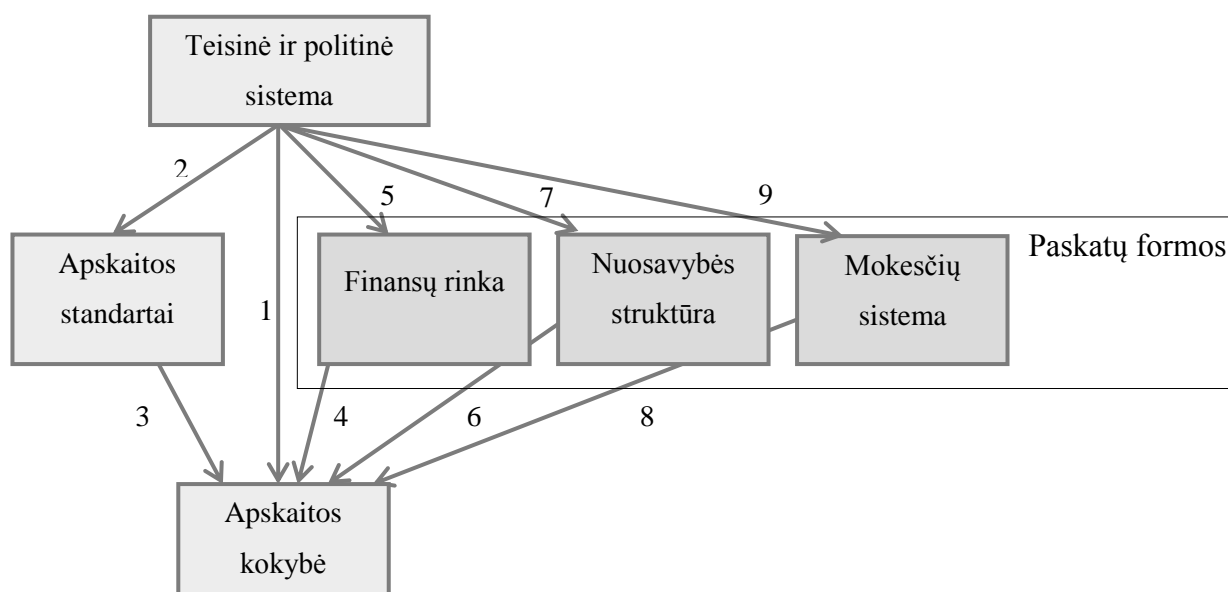 Teisinė ir politinė
sistema
2
5
7
9
Paskatų formos
Apskaitos
standartai
1
Finansų rinka
Nuosavybės
struktūra
Mokesčių
sistema
3
4
6
8
Apskaitos
kokybė